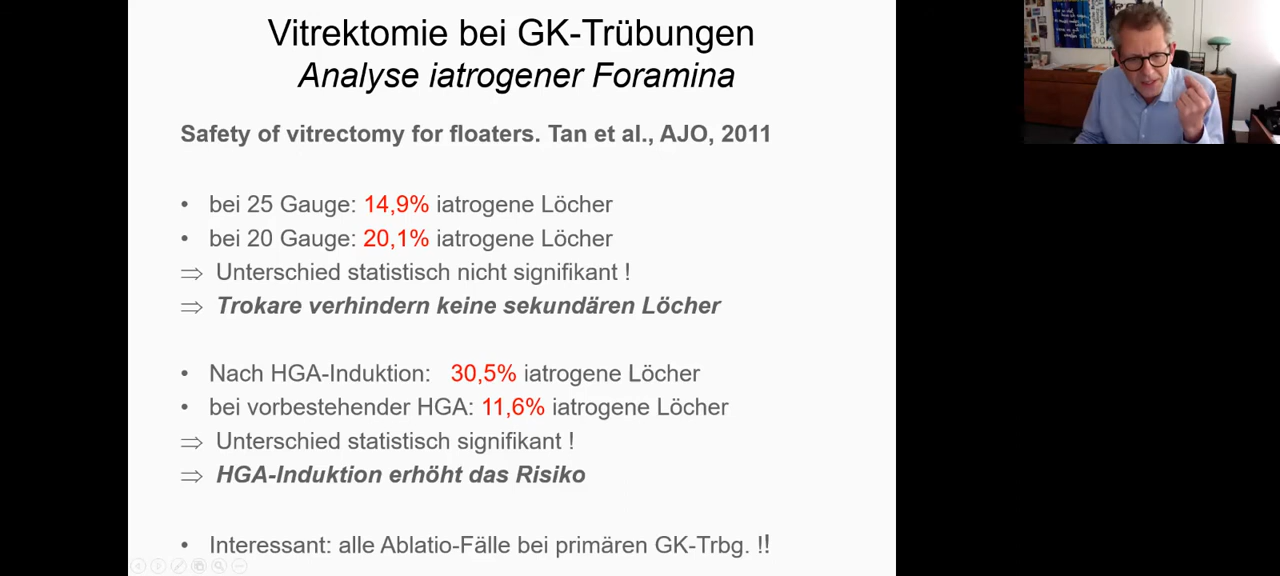 Vitrektomie bei GK-Trübungen
Analyse iatrogener Foramina
Safety of vitrectomy for floaters. Tan et al., AJO, 2011
• bei 25 Gauge: 14,9% iatrogene Löcher
• bei 20 Gauge: 20,1% iatrogene Löcher
⇒ Unterschied statistisch nicht signifikant !
⇒ Trokare verhindern keine sekundären Löcher
• Nach HGA-Induktion: 30,5% iatrogene Löcher
• bei vorbestehender HGA: 11,6% iatrogene Löcher
⇒ Unterschied statistisch signifikant !
⇒ HGA-Induktion erhöht das Risiko
• Interessant: alle Ablatio-Fälle bei primären GK-Trbg. !!